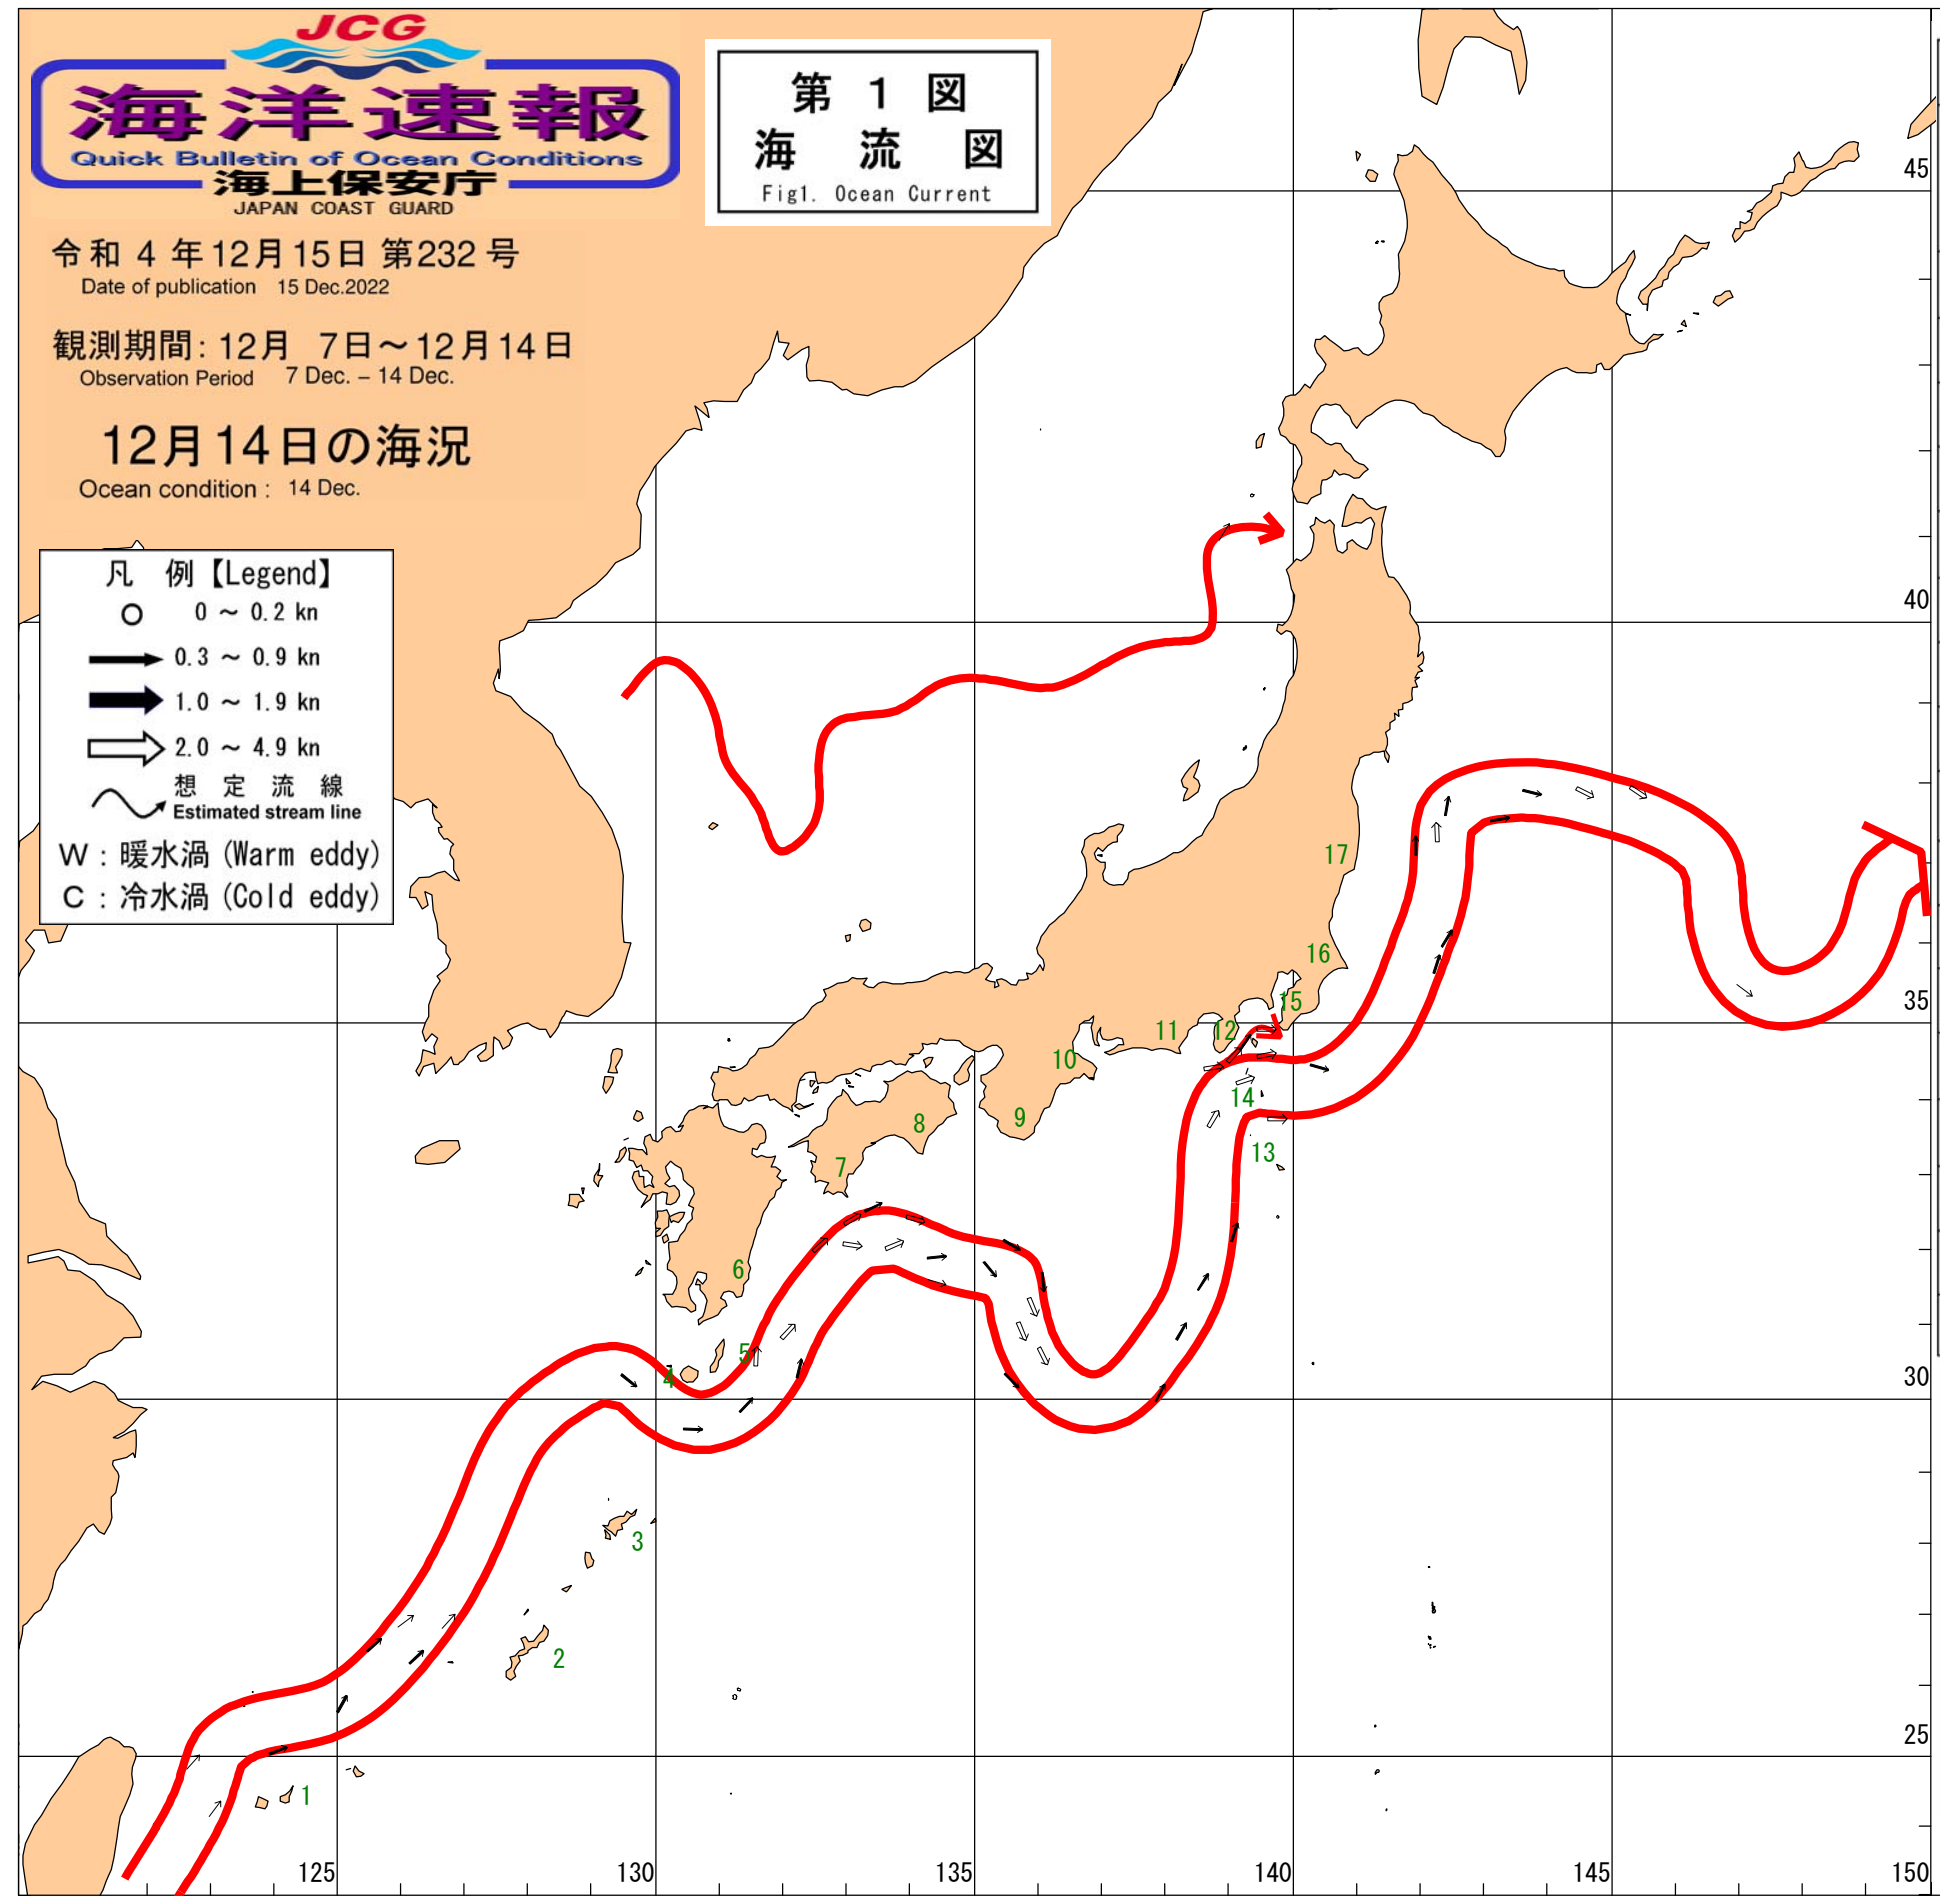 JCG
海洋速報
Quick Bulletin of Ocean Conditions
海上保安庁
JAPAN COAST GUARD
第 1 図
海 流 図
Fig1. Ocean Current
令和 4 年12月15日 第232号
Date of publication 15 Dec.2022
観測期間: 12月 7日～12月14日
Observation Period 7 Dec. – 14 Dec.
12月14日の海況
Ocean condition : 14 Dec.
凡 例【Legend】
0 ～ 0.2 kn
0.3 ～ 0.9 kn
1.0 ～ 1.9 kn
2.0 ～ 4.9 kn
想 定 流 線
Estimated stream line
W : 暖水渦 (Warm eddy)
C : 冷水渦 (Cold eddy)
45
40
35
30
25
17
16
15
12
11
10
14
9
8
13
7
6
5
4
3
2
1
125
130
135
140
145
150